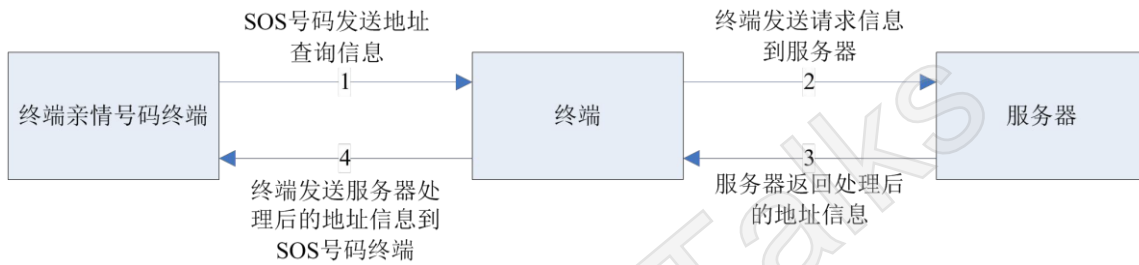 SOS号码发送地址
查询信息
终端发送请求信息
到服务器
1
2
终端亲情号码终端
终端
服务器
4
3
终端发送服务器处
理后的地址信息到
SOS号码终端
服务器返回处理后
的地址信息
Talks